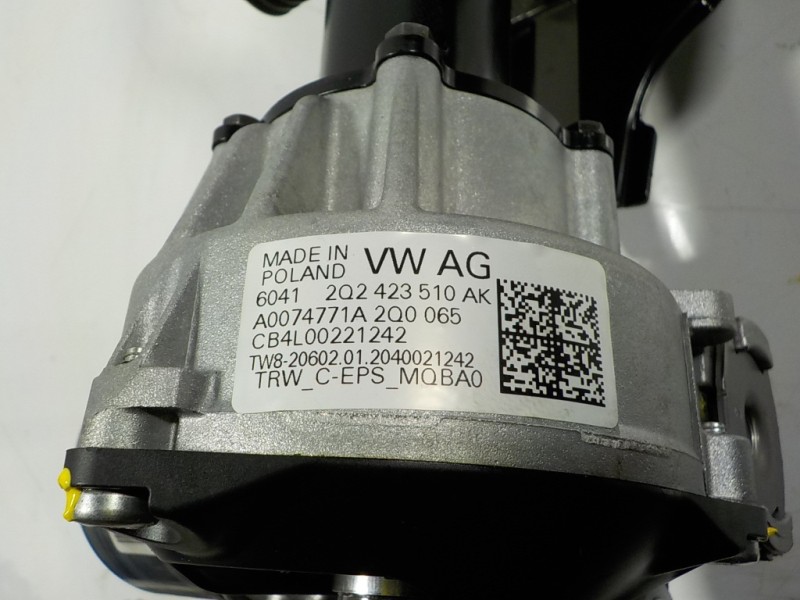 MADE IN POLAND VW AG
6041 2Q2 423 510 AK
A0074771A 2Q0 065
CB4L00221242
TW8-20602.01.2040021242
TRW_C-EPS_MQBA0